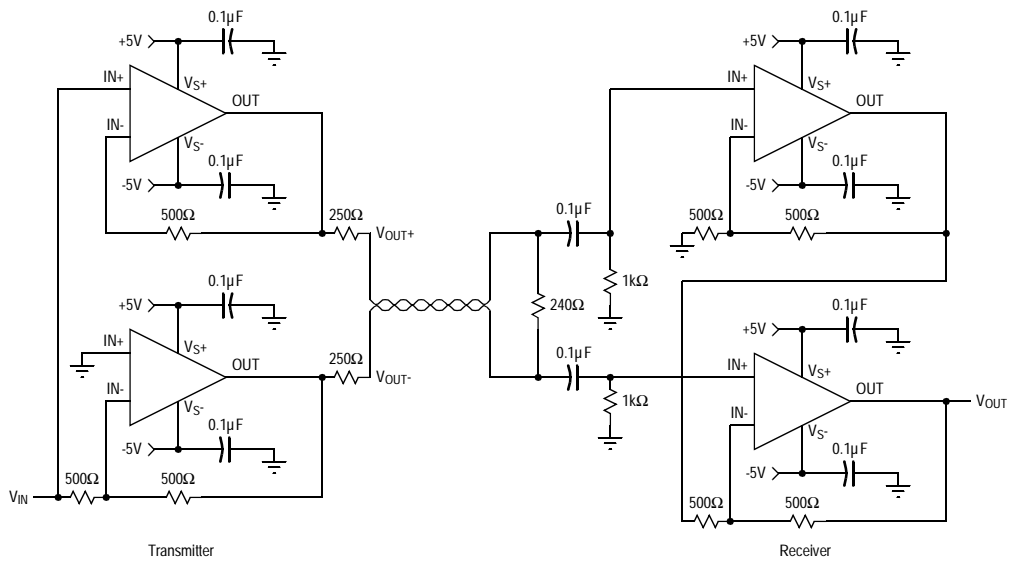 0.1µF
+5V
IN+
VS+
OUT
IN-
VS-
0.1µF
-5V
500Ω
250Ω
VOUT+
0.1µF
+5V
IN+
VS+
OUT
250Ω
VOUT-
IN-
VS-
0.1µF
-5V
500Ω
500Ω
VIN
Transmitter
0.1µF
240Ω
1kΩ
0.1µF
1kΩ
0.1µF
+5V
IN+
VS+
OUT
IN-
VS-
0.1µF
-5V
500Ω
500Ω
0.1µF
+5V
IN+
VS+
OUT
VOUT
IN-
VS-
0.1µF
-5V
500Ω
500Ω
Receiver